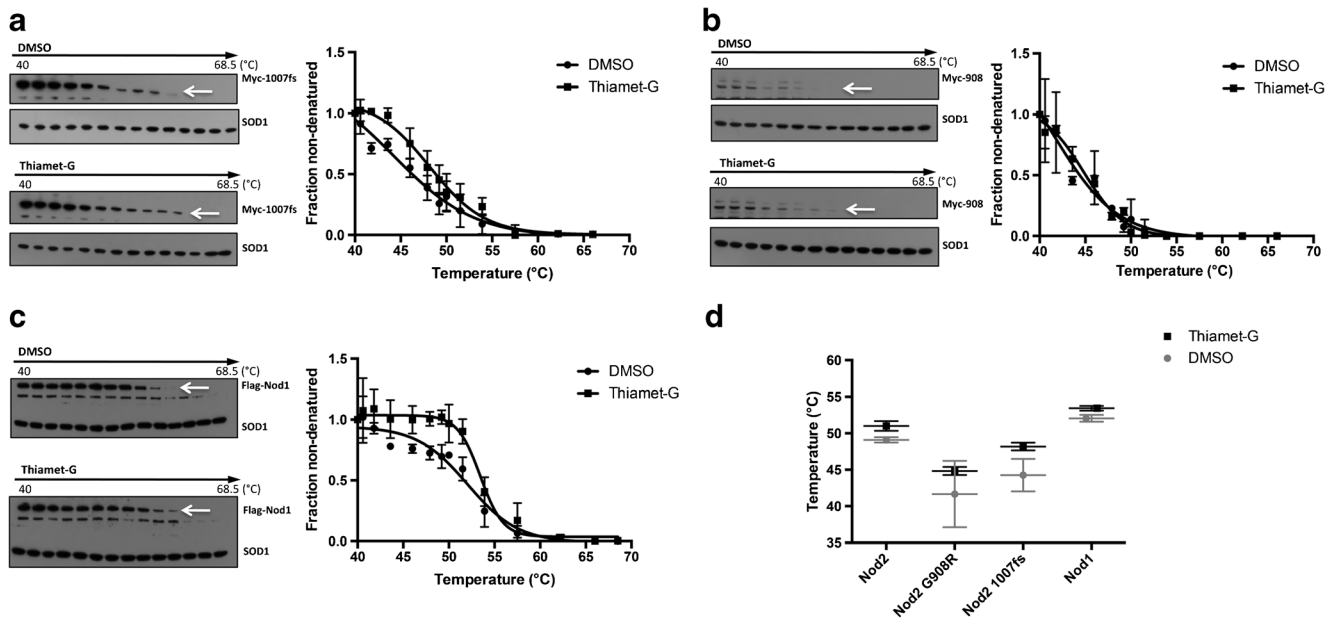 a
DMSO
40
68.5 (°C)
Myc-1007fs
SOD1
Thiamet-G
40
68.5 (°C)
Myc-1007fs
SOD1
Fraction non-denatured
1.5
1.0
0.5
0.0
40 45 50 55 60 65 70
Temperature (°C)
DMSO
Thiamet-G
b
DMSO
40
68.5 (°C)
Myc-908
SOD1
Thiamet-G
40
68.5 (°C)
Myc-908
SOD1
Fraction non-denatured
1.5
1.0
0.5
0.0
40 45 50 55 60 65 70
Temperature (°C)
DMSO
Thiamet-G
c
DMSO
40
68.5 (°C)
Flag-Nod1
SOD1
Thiamet-G
40
68.5 (°C)
Flag-Nod1
SOD1
Fraction non-denatured
1.5
1.0
0.5
0.0
40 45 50 55 60 65 70
Temperature (°C)
DMSO
Thiamet-G
d
Thiamet-G
DMSO
Temperature (°C)
60
55
50
45
40
35
Nod2
Nod2 G908R
Nod2 1007fs
Nod1